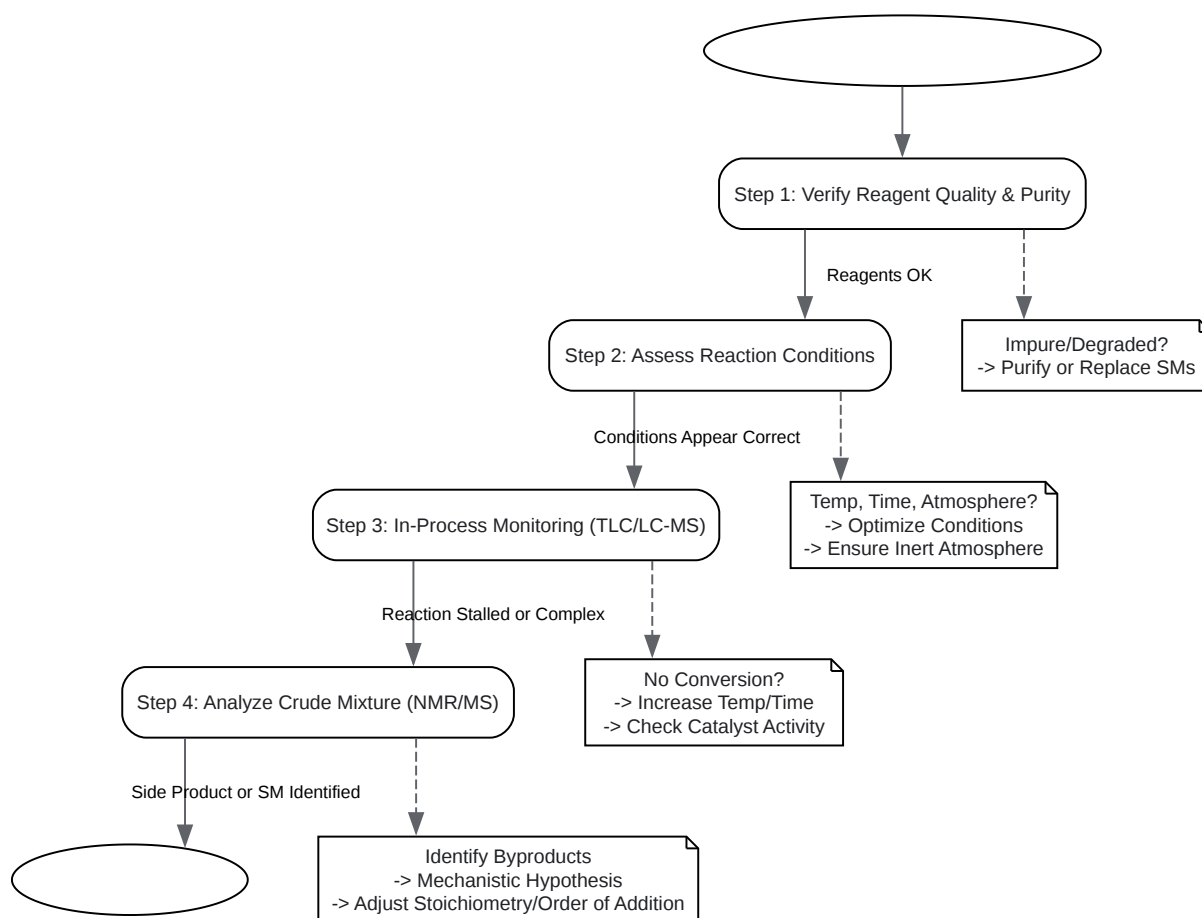 Step 1: Verify Reagent Quality & Purity
Reagents OK
Impure/Degraded?
-> Purify or Replace SMs
Step 2: Assess Reaction Conditions
Conditions Appear Correct
Temp, Time, Atmosphere?
-> Optimize Conditions
-> Ensure Inert Atmosphere
Step 3: In-Process Monitoring (TLC/LC-MS)
Reaction Stalled or Complex
No Conversion?
-> Increase Temp/Time
-> Check Catalyst Activity
Step 4: Analyze Crude Mixture (NMR/MS)
Side Product or SM Identified
Identify Byproducts
-> Mechanistic Hypothesis
-> Adjust Stoichiometry/Order of Addition